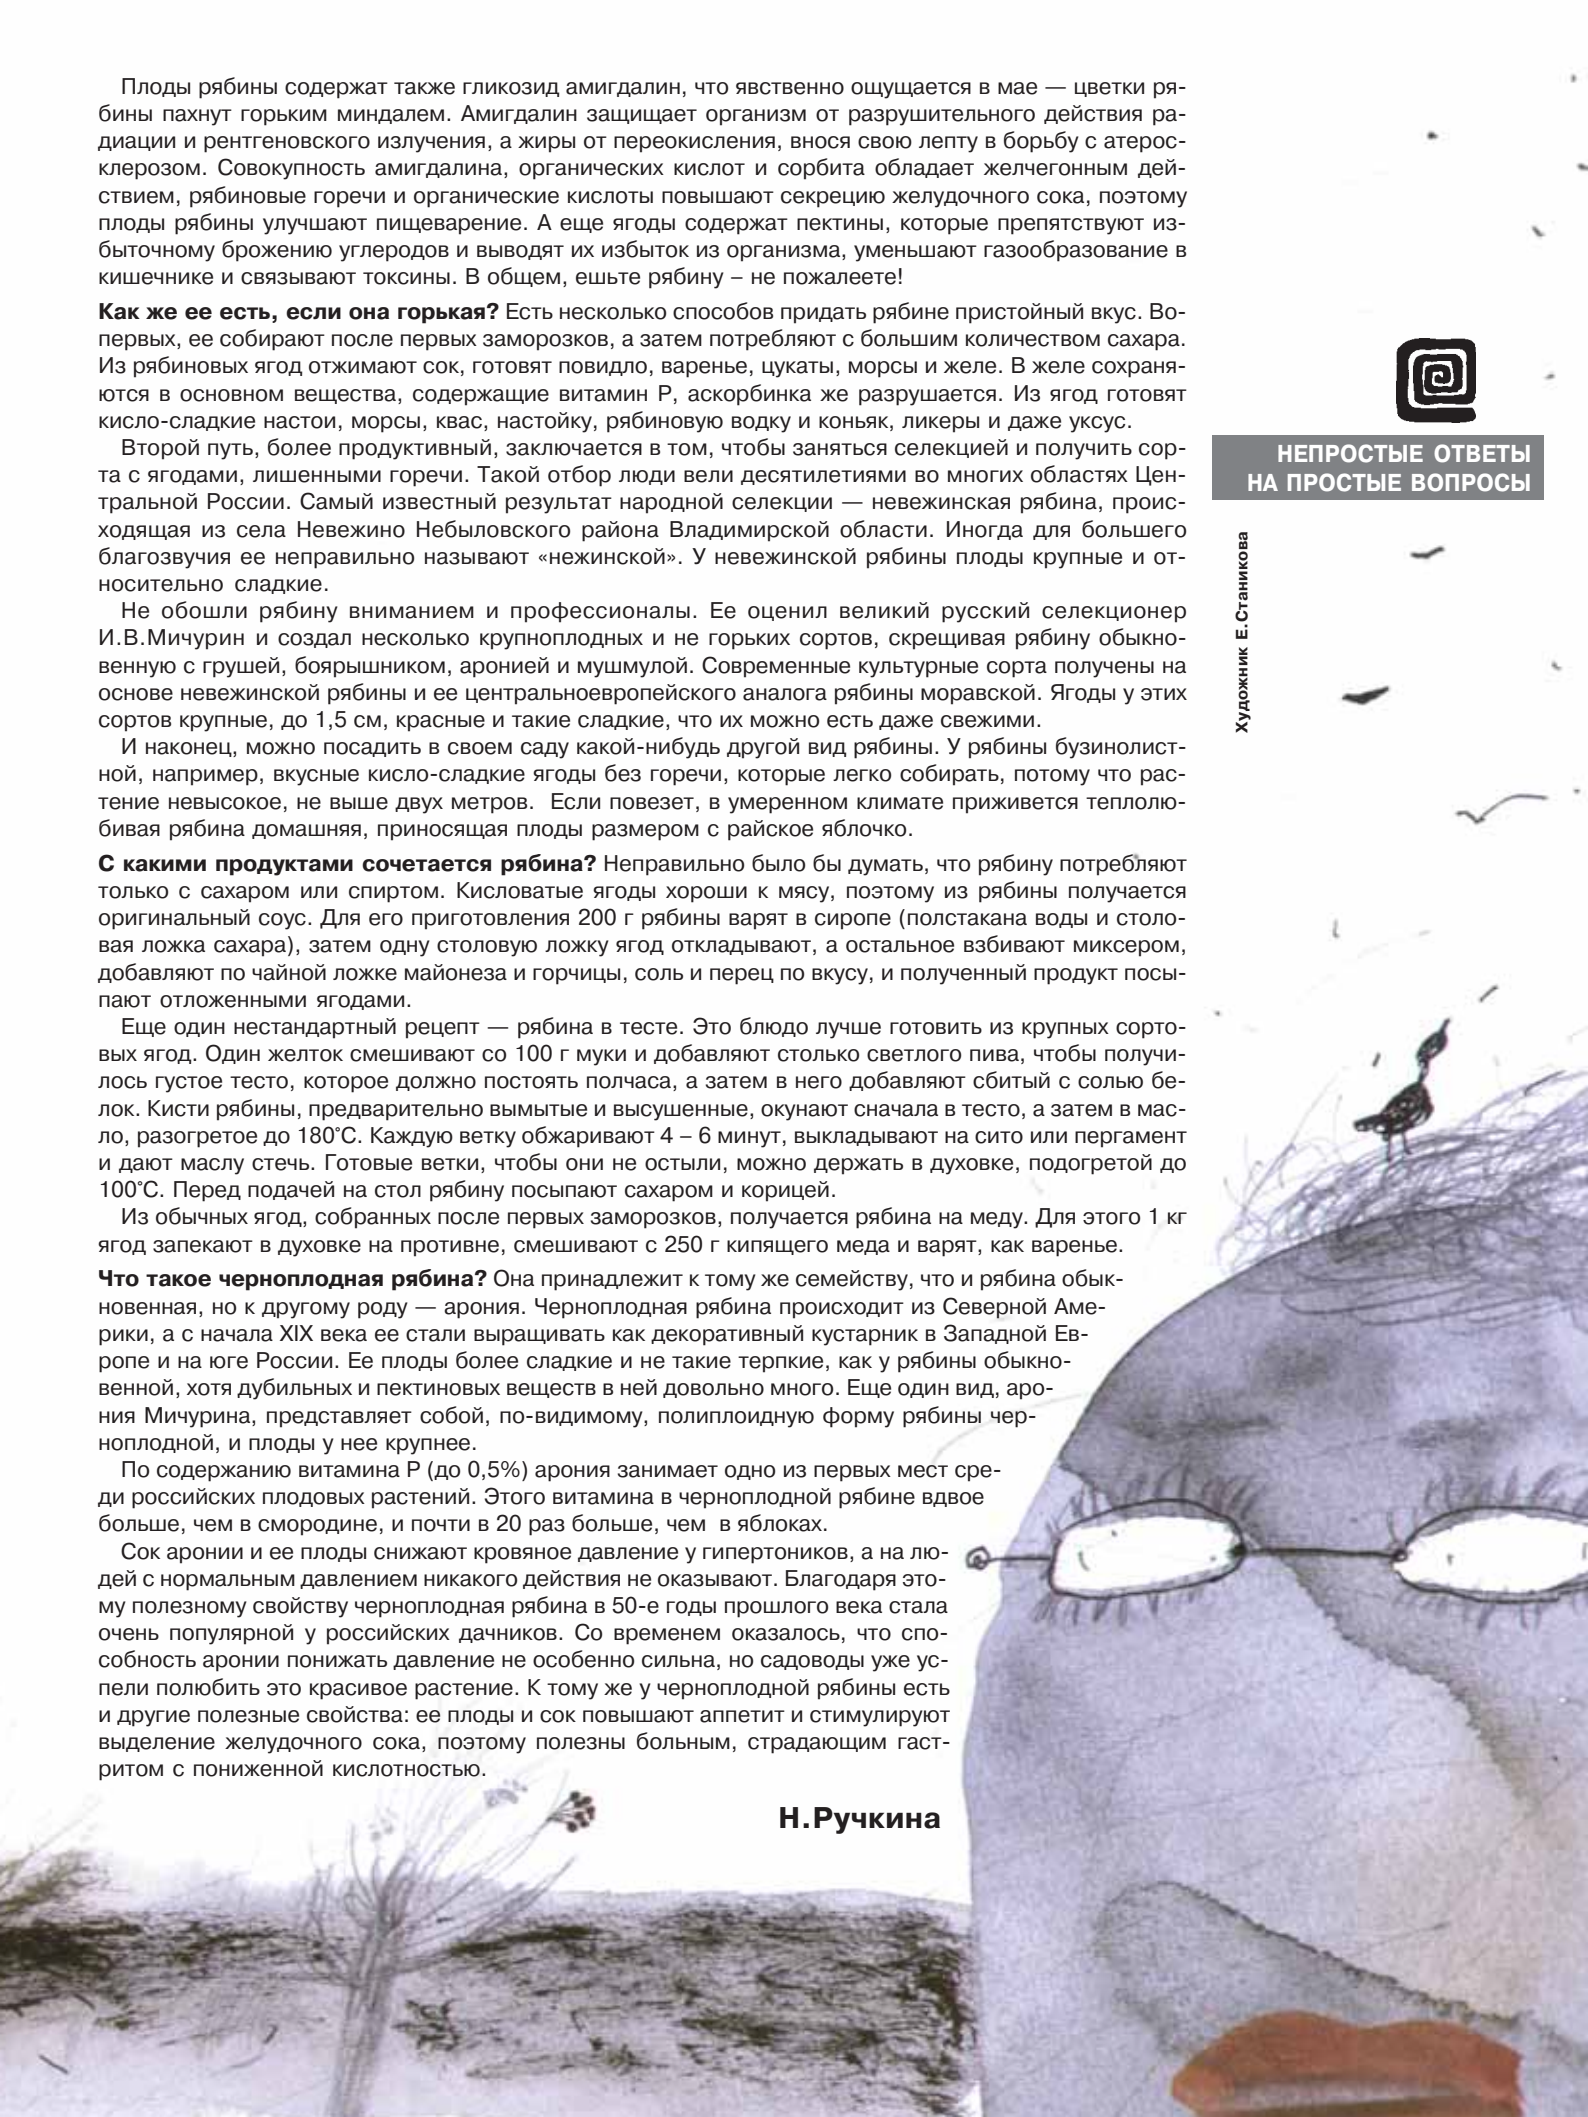 Плоды рябины содержат также гликозид амигдалин, что явственно ощущается в мае — цветки ря-
бины пахнут горьким миндалем. Амигдалин защищает организм от разрушительного действия ра-
диации и рентгеновского излучения, а жиры от переокисления, внося свою лепту в борьбу с атерос-
клерозом. Совокупность амигдалина, органических кислот и сорбита обладает желчегонным дей-
ствием, рябиновые горечи и органические кислоты повышают секрецию желудочного сока, поэтому
плоды рябины улучшают пищеварение. А еще ягоды содержат пектины, которые препятствуют из-
быточному брожению углеродов и выводят их избыток из организма, уменьшают газообразование в
кишечнике и связывают токсины. В общем, ешьте рябину – не пожалеете!
Как же ее есть, если она горькая? Есть несколько способов придать рябине пристойный вкус. Во-
первых, ее собирают после первых заморозков, а затем потребляют с большим количеством сахара.
Из рябиновых ягод отжимают сок, готовят повидло, варенье, цукаты, морсы и желе. В желе сохраня-
ются в основном вещества, содержащие витамин Р, аскорбинка же разрушается. Из ягод готовят
кисло-сладкие настои, морсы, квас, настойку, рябиновую водку и коньяк, ликеры и даже уксус.
Второй путь, более продуктивный, заключается в том, чтобы заняться селекцией и получить сор-
та с ягодами, лишенными горечи. Такой отбор люди вели десятилетиями во многих областях Цен-
тральной России. Самый известный результат народной селекции — невежинская рябина, проис-
ходящая из села Невежино Небыловского района Владимирской области. Иногда для большего
благозвучия ее неправильно называют «нежинской». У невежинской рябины плоды крупные и от-
носительно сладкие.
Не обошли рябину вниманием и профессионалы. Ее оценил великий русский селекционер
И.В.Мичурин и создал несколько крупноплодных и не горьких сортов, скрещивая рябину обыкно-
венную с грушей, боярышником, аронией и мушмулой. Современные культурные сорта получены на
основе невежинской рябины и ее центральноевропейского аналога рябины моравской. Ягоды у этих
сортов крупные, до 1,5 см, красные и такие сладкие, что их можно есть даже свежими.
И наконец, можно посадить в своем саду какой-нибудь другой вид рябины. У рябины бузинолист-
ной, например, вкусные кисло-сладкие ягоды без горечи, которые легко собирать, потому что рас-
тение невысокое, не выше двух метров. Если повезет, в умеренном климате приживется теплолю-
бивая рябина домашняя, приносящая плоды размером с райское яблочко.
С какими продуктами сочетается рябина? Неправильно было бы думать, что рябину потребляют
только с сахаром или спиртом. Кисловатые ягоды хороши к мясу, поэтому из рябины получается
оригинальный соус. Для его приготовления 200 г рябины варят в сиропе (полстакана воды и столо-
вая ложка сахара), затем одну столовую ложку ягод откладывают, а остальное взбивают миксером,
добавляют по чайной ложке майонеза и горчицы, соль и перец по вкусу, и полученный продукт посы-
пают отложенными ягодами.
Еще один нестандартный рецепт — рябина в тесте. Это блюдо лучше готовить из крупных сорто-
вых ягод. Один желток смешивают со 100 г муки и добавляют столько светлого пива, чтобы получи-
лось густое тесто, которое должно постоять полчаса, а затем в него добавляют сбитый с солью бе-
лок. Кисти рябины, предварительно вымытые и высушенные, окунают сначала в тесто, а затем в мас-
ло, разогретое до 180°С. Каждую ветку обжаривают 4 – 6 минут, выкладывают на сито или пергамент
и дают маслу стечь. Готовые ветки, чтобы они не остыли, можно держать в духовке, подогретой до
100°С. Перед подачей на стол рябину посыпают сахаром и корицей.
Из обычных ягод, собранных после первых заморозков, получается рябина на меду. Для этого 1 кг
ягод запекают в духовке на противне, смешивают с 250 г кипящего меда и варят, как варенье.
Что такое черноплодная рябина? Она принадлежит к тому же семейству, что и рябина обык-
новенная, но к другому роду — арония. Черноплодная рябина происходит из Северной Аме-
рики, а с начала XIX века ее стали выращивать как декоративный кустарник в Западной Ев-
ропе и на юге России. Ее плоды более сладкие и не такие терпкие, как у рябины обыкно-
венной, хотя дубильных и пектиновых веществ в ней довольно много. Еще один вид, аро-
ния Мичурина, представляет собой, по-видимому, полиплоидную форму рябины чер-
ноплодной, и плоды у нее крупнее.
По содержанию витамина Р (до 0,5%) арония занимает одно из первых мест сре-
ди российских плодовых растений. Этого витамина в черноплодной рябине вдвое
больше, чем в смородине, и почти в 20 раз больше, чем в яблоках.
Сок аронии и ее плоды снижают кровяное давление у гипертоников, а на лю-
дей с нормальным давлением никакого действия не оказывают. Благодаря это-
му полезному свойству черноплодная рябина в 50-е годы прошлого века стала
очень популярной у российских дачников. Со временем оказалось, что спо-
собность аронии понижать давление не особенно сильна, но садоводы уже ус-
пели полюбить это красивое растение. К тому же у черноплодной рябины есть
и другие полезные свойства: ее плоды и сок повышают аппетит и стимулируют
выделение желудочного сока, поэтому полезны больным, страдающим гаст-
ритом с пониженной кислотностью.
Н.Ручкина
НЕПРОСТЫЕ ОТВЕТЫ
НА ПРОСТЫЕ ВОПРОСЫ
Художник Е.Станикова